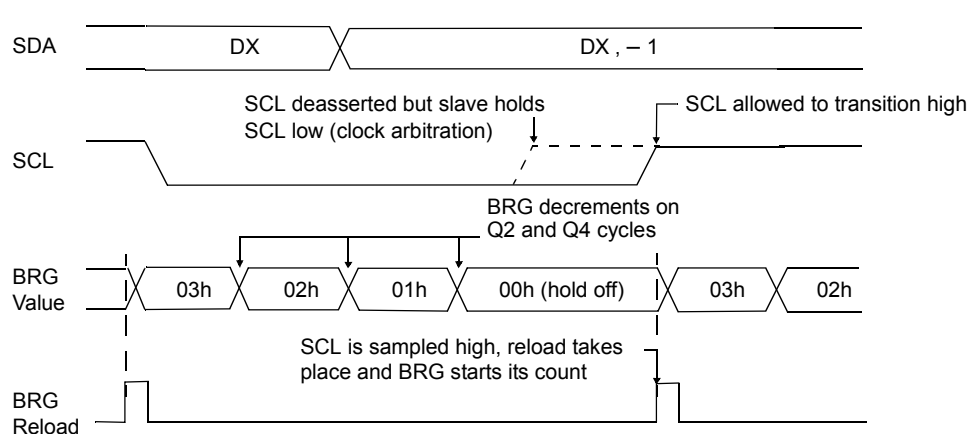 SDA
DX
DX , – 1
SCL deasserted but slave holds
SCL low (clock arbitration)
SCL allowed to transition high
SCL
BRG decrements on
Q2 and Q4 cycles
BRG
Value
03h
02h
01h
00h (hold off)
03h
02h
SCL is sampled high, reload takes
place and BRG starts its count
BRG
Reload